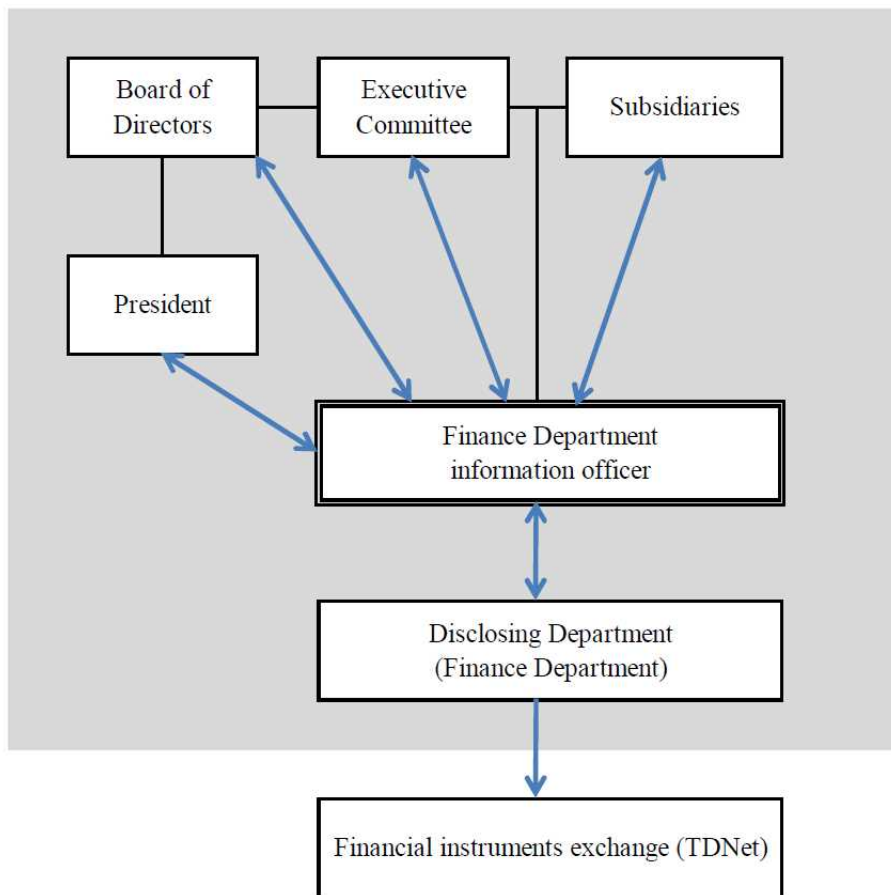 Board of
Directors
Executive
Committee
Subsidiaries
President
Finance Department
information officer
Disclosing Department
(Finance Department)
Financial instruments exchange (TDNet)